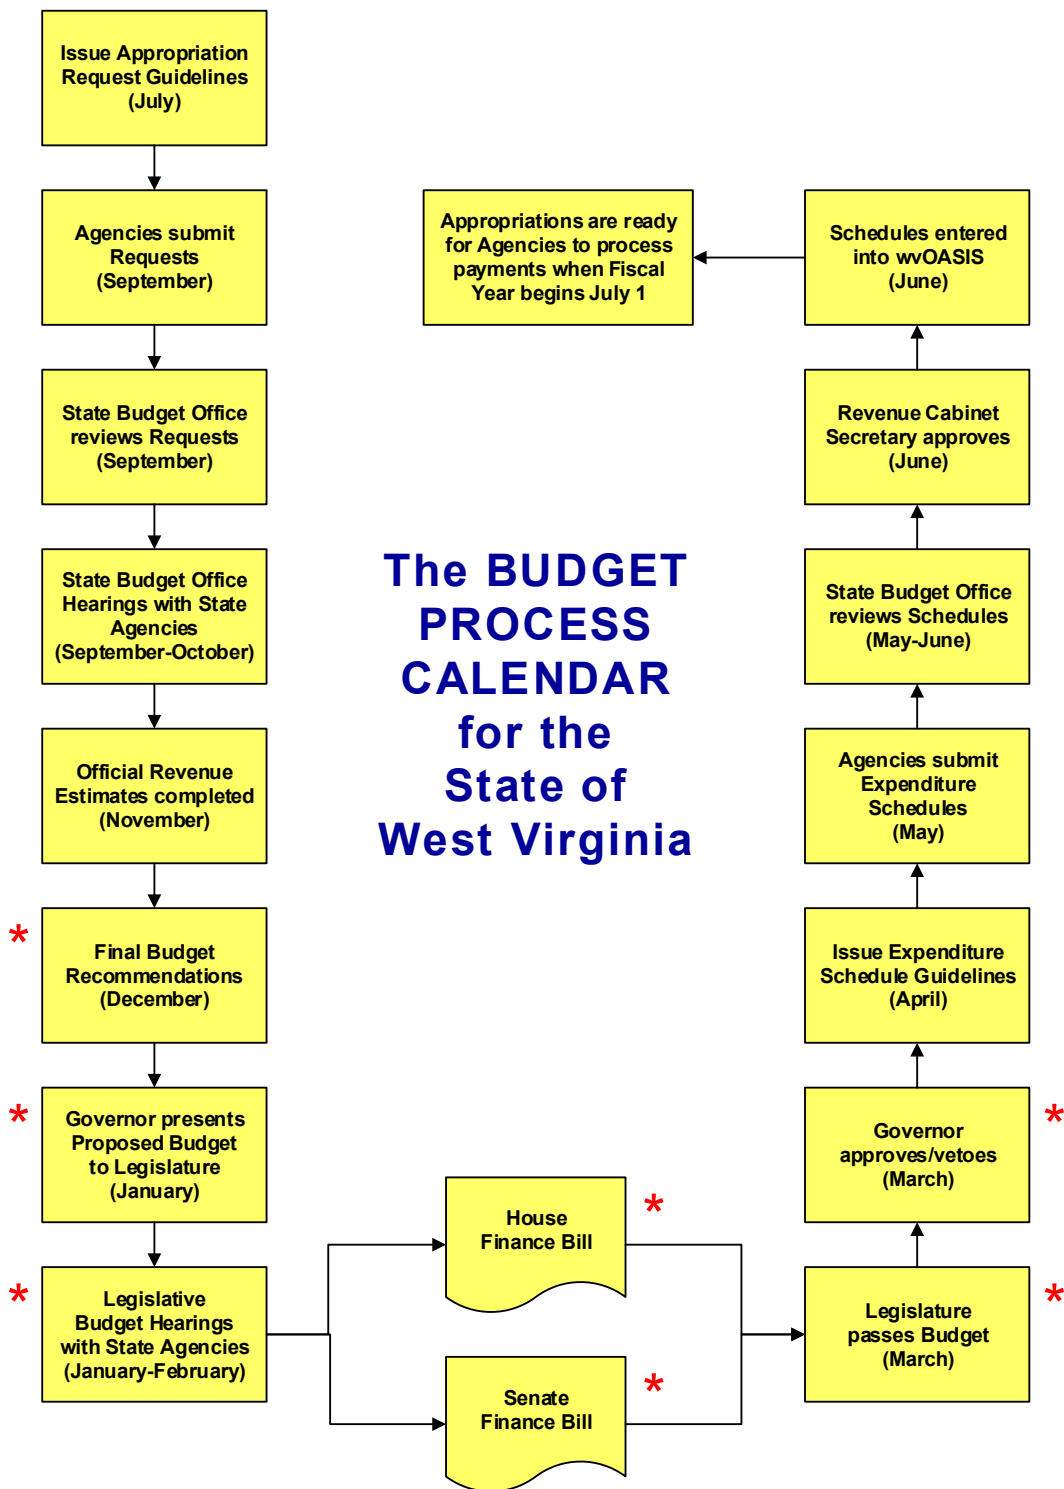 Issue Appropriation
Request Guidelines
(July)
Agencies submit
Requests
(September)
State Budget Office
reviews Requests
(September)
State Budget Office
Hearings with State
Agencies
(September-October)
Official Revenue
Estimates completed
(November)
*
Final Budget
Recommendations
(December)
*
Governor presents
Proposed Budget
to Legislature
(January)
*
Legislative
Budget Hearings
with State Agencies
(January-February)
The BUDGET
PROCESS
CALENDAR
for the
State of
West Virginia
House
Finance Bill
*
Senate
Finance Bill
*
Legislature
passes Budget
(March)
*
Governor
approves/vetoes
(March)
*
Issue Expenditure
Schedule Guidelines
(April)
Agencies submit
Expenditure
Schedules
(May)
State Budget Office
reviews Schedules
(May-June)
Revenue Cabinet
Secretary approves
(June)
Schedules entered
into wvOASIS
(June)
Appropriations are ready
for Agencies to process
payments when Fiscal
Year begins July 1